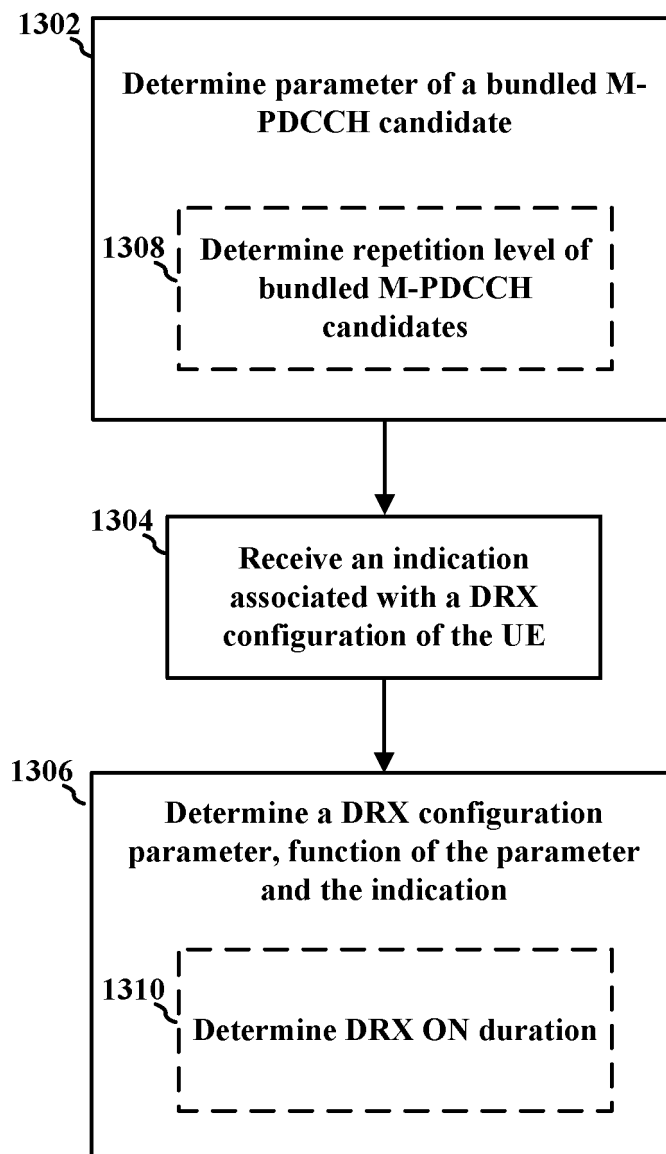 1302
Determine parameter of a bundled M-
PDCCH candidate
1308
Determine repetition level of
bundled M-PDCCH
candidates
1304
Receive an indication
associated with a DRX
configuration of the UE
1306
Determine a DRX configuration
parameter, function of the parameter
and the indication
1310
Determine DRX ON duration